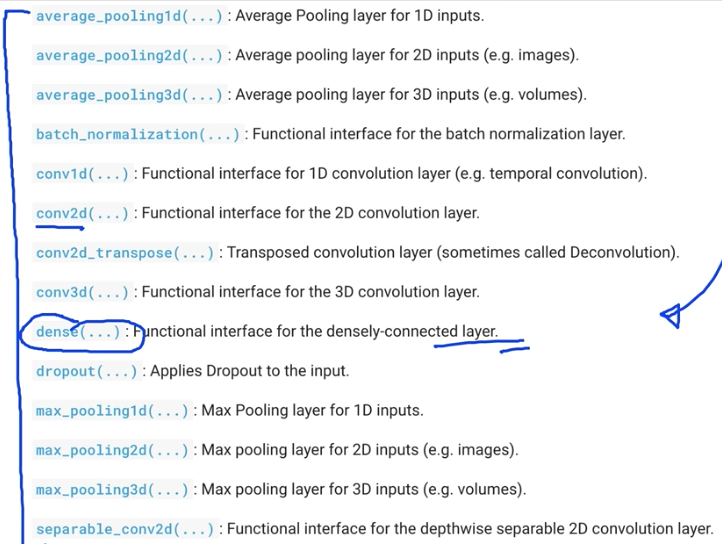 average_pooling1d(...) : Average Pooling layer for 1D inputs.
average_pooling2d(...) : Average pooling layer for 2D inputs (e.g. images).
average_pooling3d(...) : Average pooling layer for 3D inputs (e.g. volumes).
batch_normalization(...) : Functional interface for the batch normalization layer.
conv1d(...) : Functional interface for 1D convolution layer (e.g. temporal convolution).
conv2d(...) : Functional interface for the 2D convolution layer.
conv2d_transpose(...) : Transposed convolution layer (sometimes called Deconvolution).
conv3d(...) : Functional interface for the 3D convolution layer.
dense(...) : Functional interface for the densely-connected layer.
dropout(...) : Applies Dropout to the input.
max_pooling1d(...) : Max Pooling layer for 1D inputs.
max_pooling2d(...) : Max pooling layer for 2D inputs (e.g. images).
max_pooling3d(...) : Max pooling layer for 3D inputs (e.g. volumes).
separable_conv2d(...) : Functional interface for the depthwise separable 2D convolution layer.